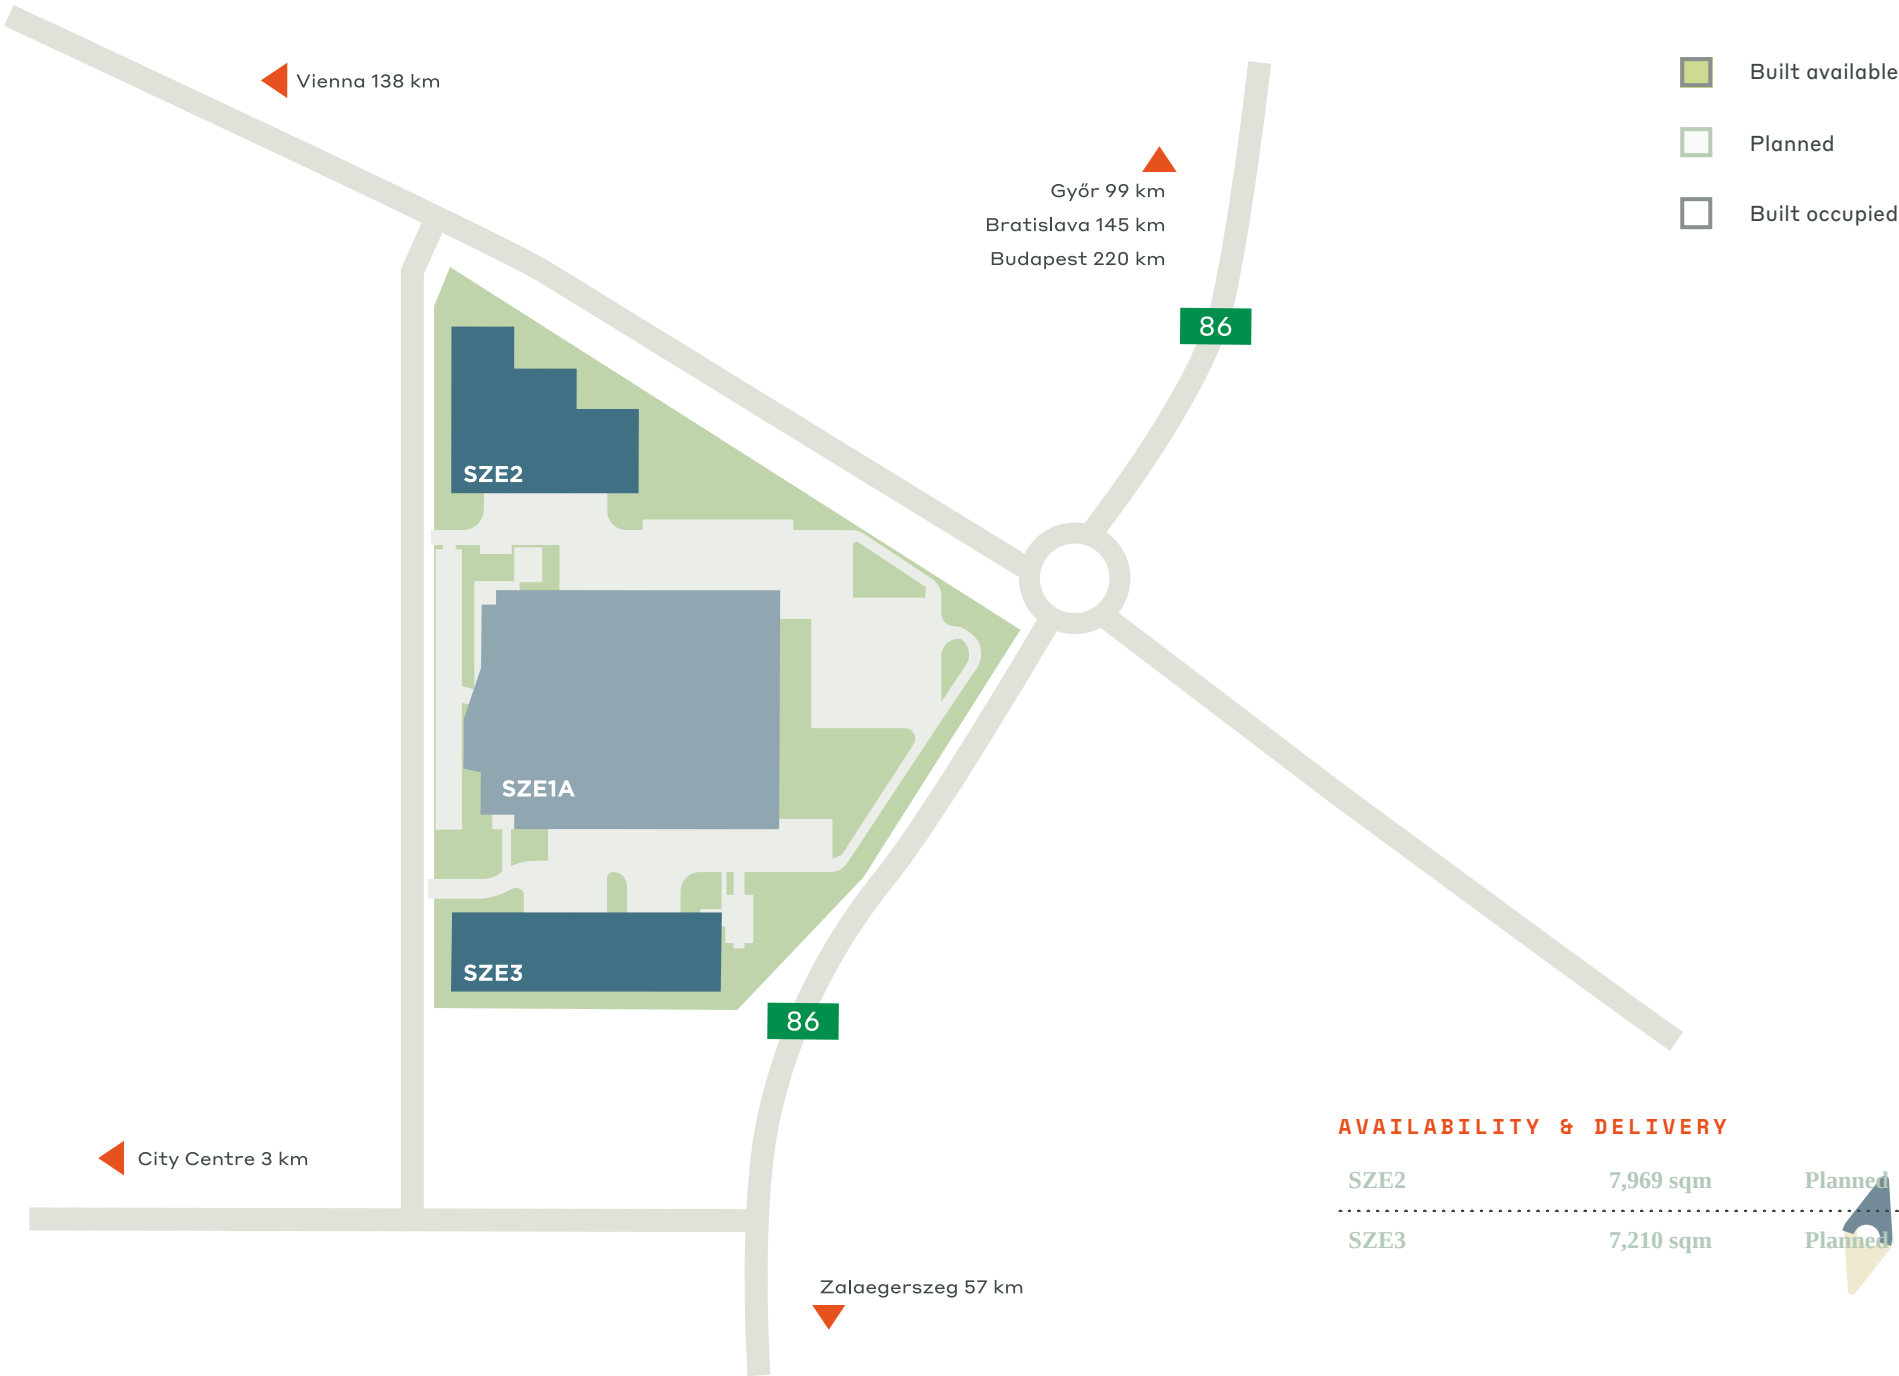 Vienna 138 km
Built available
Planned
Built occupied
Győr 99 km
Bratislava 145 km
Budapest 220 km
86
SZE2
SZE1A
SZE3
86
AVAILABILITY & DELIVERY
SZE2 7,969 sqm Planned
SZE3 7,210 sqm Planned
City Centre 3 km
Zalaegerszeg 57 km